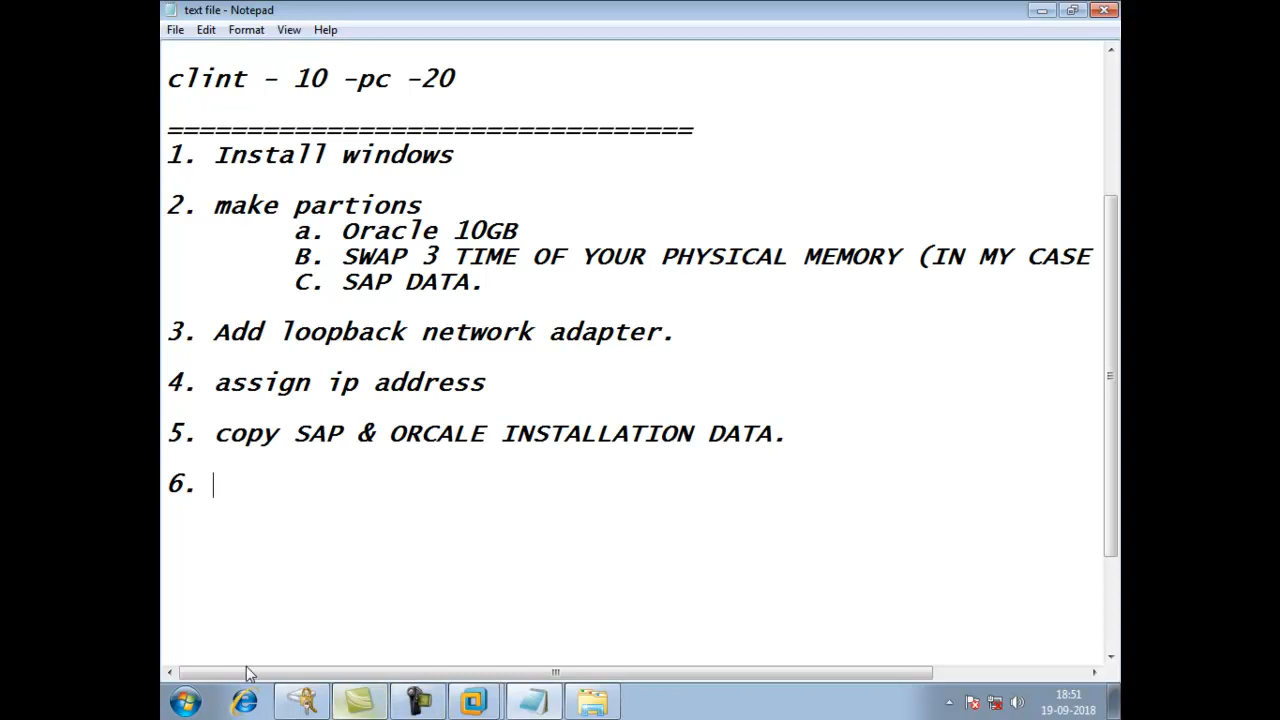 text file - Notepad
File Edit Format View Help
clint - 10 -pc -20
=================================
1. Install windows
2. make partions
a. Oracle 10GB
B. SWAP 3 TIME OF YOUR PHYSICAL MEMORY (IN MY CASE
C. SAP DATA.
3. Add loopback network adapter.
4. assign ip address
5. copy SAP & ORCALE INSTALLATION DATA.
6.
18:51
19-09-2018